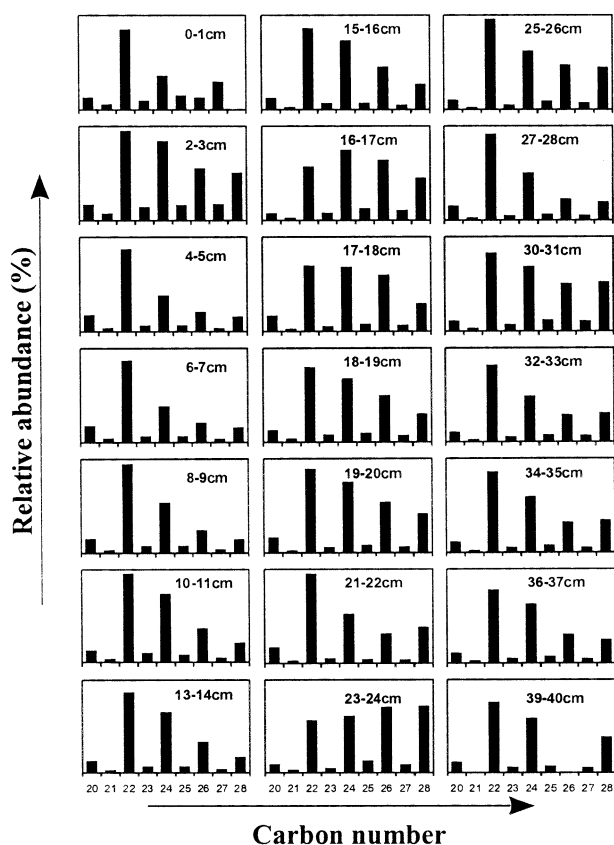 0-1cm
15-16cm
25-26cm
2-3cm
16-17cm
27-28cm
4-5cm
17-18cm
30-31cm
6-7cm
18-19cm
32-33cm
8-9cm
19-20cm
34-35cm
10-11cm
21-22cm
36-37cm
13-14cm
23-24cm
39-40cm
Relative abundance (%)
20 21 22 23 24 25 26 27 28 20 21 22 23 24 25 26 27 28 20 21 22 23 24 25 26 27 28
Carbon number